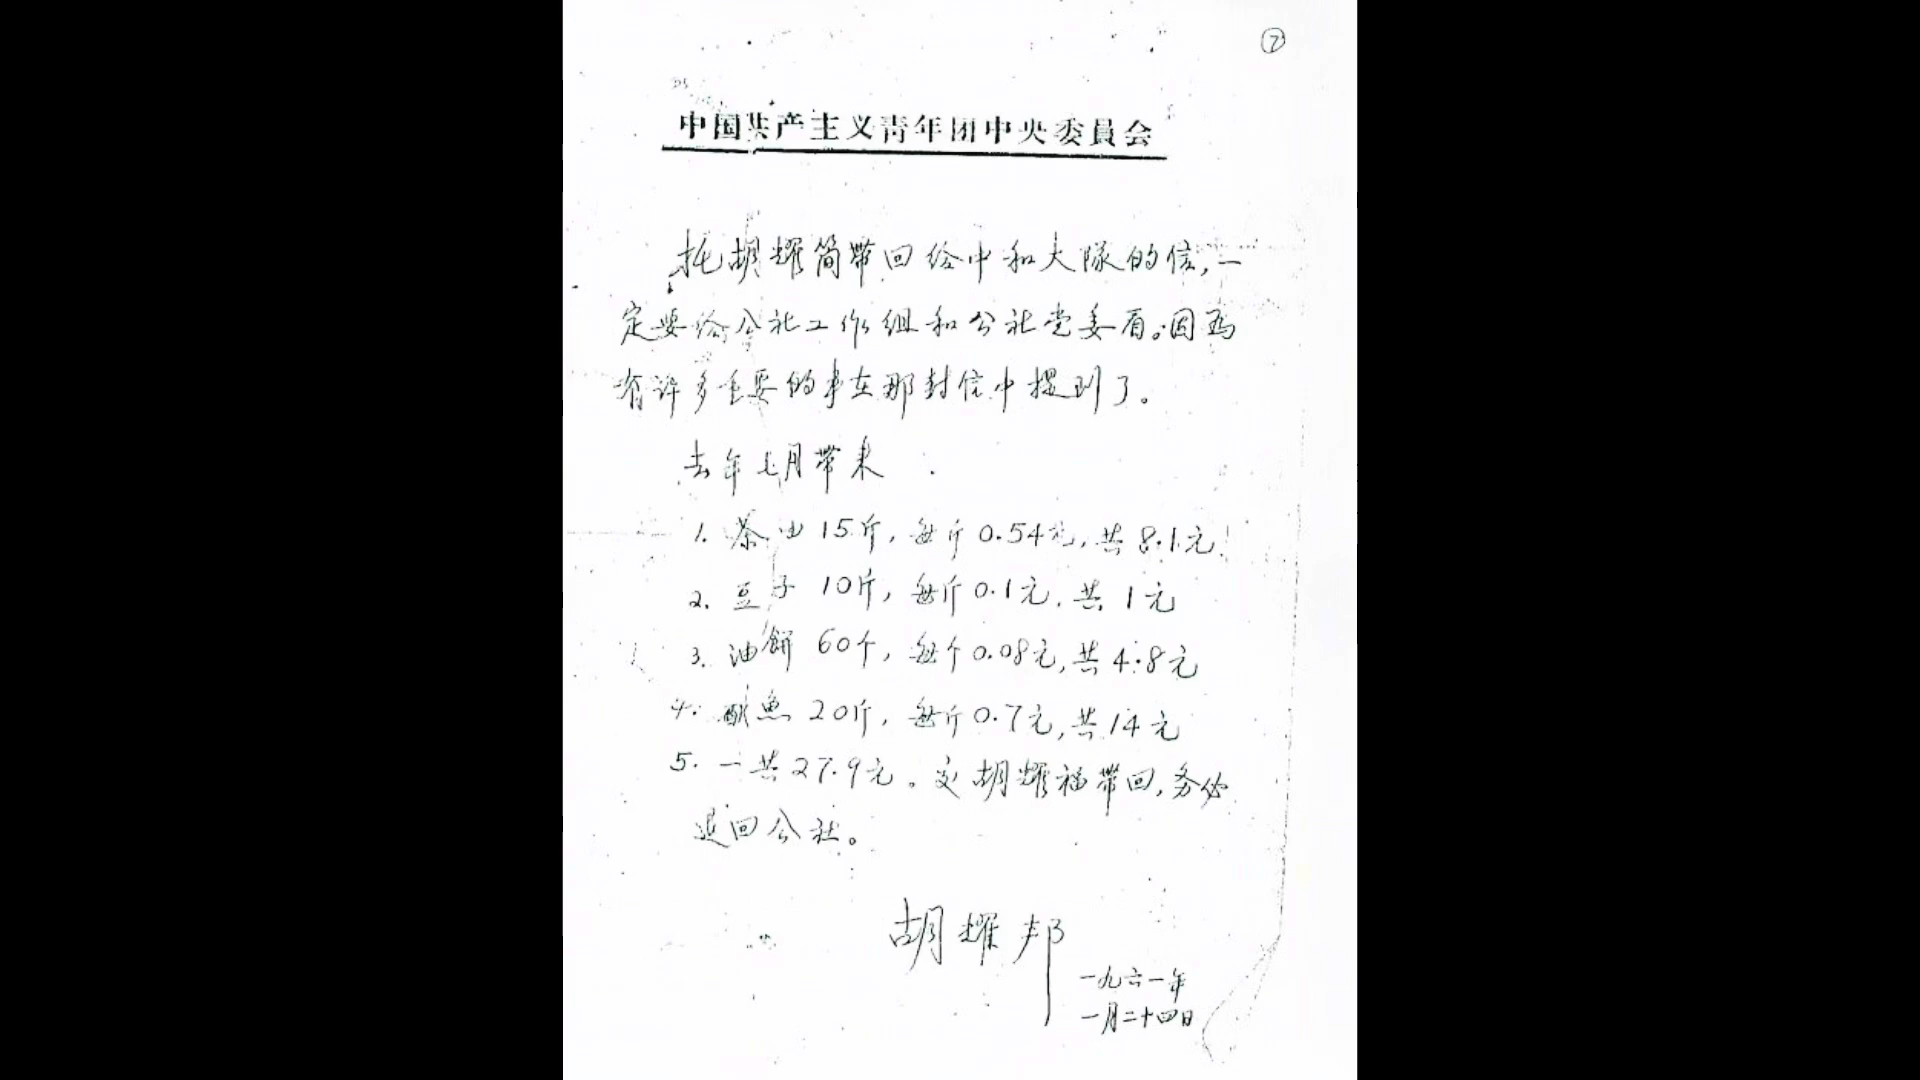 ⑦
中国共产主义青年团中央委員会
托胡耀简带回给中和大隊的信，一
定要给公社工作组和公社党委看。因为
有许多重要的事在那封信中提到了。
去年七月带来
1. 茶油15斤，每斤0.54元，共8.1元
2. 豆子10斤，每斤0.1元，共1元
3. 油餅60个，每个0.08元，共4.8元
4. 鱼20斤，每斤0.7元，共14元
5. 一共27.9元。交胡耀福带回，务必
退回公社。
胡耀邦
一九六一年
一月二十四日